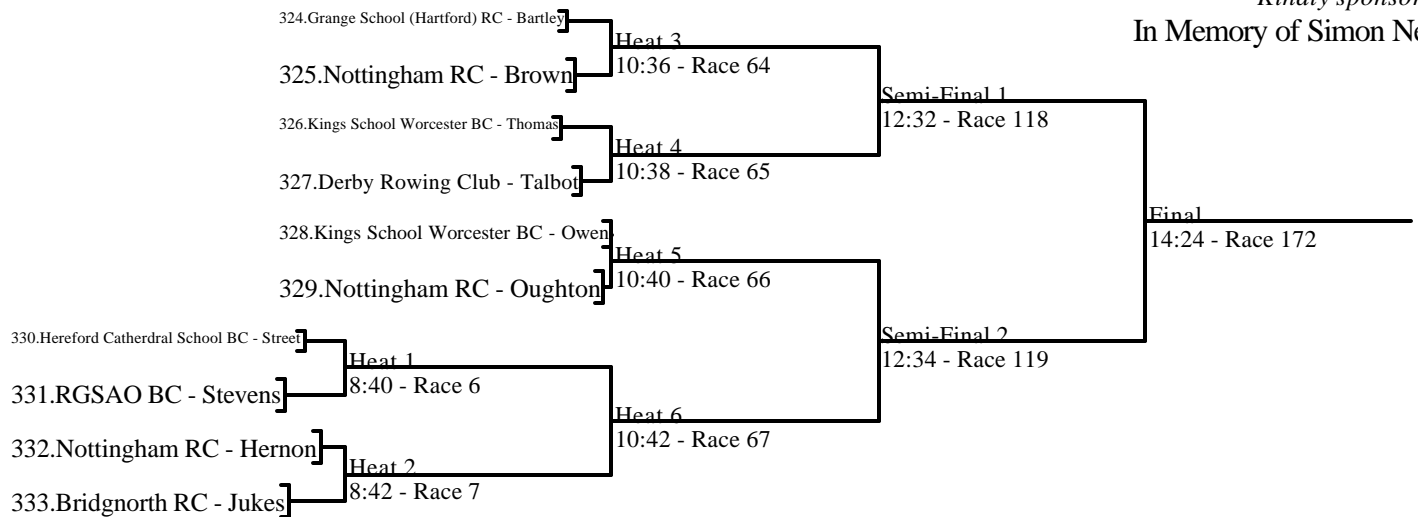 Kindly sponsor
In Memory of Simon Ne
324.Grange School (Hartford) RC - Bartley
Heat 3
10:36 - Race 64
325.Nottingham RC - Brown
Semi-Final 1
12:32 - Race 118
326.Kings School Worcester BC - Thomas
Heat 4
10:38 - Race 65
327.Derby Rowing Club - Talbot
Final
14:24 - Race 172
328.Kings School Worcester BC - Owen
Heat 5
10:40 - Race 66
329.Nottingham RC - Oughton
Semi-Final 2
12:34 - Race 119
330.Hereford Catherdral School BC - Street
Heat 1
8:40 - Race 6
331.RGSAO BC - Stevens
Heat 6
10:42 - Race 67
332.Nottingham RC - Hernon
Heat 2
8:42 - Race 7
333.Bridgnorth RC - Jukes